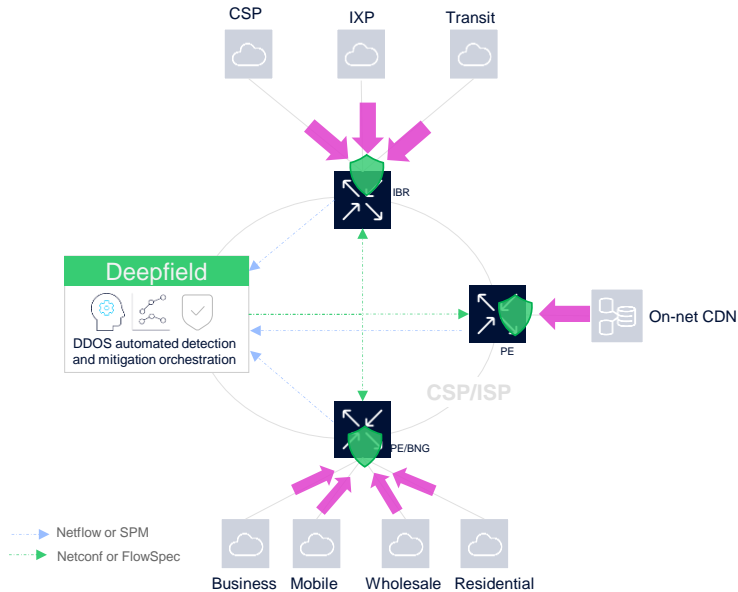 CSP
IXP
Transit
IBR
Deepfield
DDOS automated detection
and mitigation orchestration
PE
On-net CDN
CSP/ISP
PE/BNG
Netflow or SPM
Netconf or FlowSpec
Business
Mobile
Wholesale
Residential